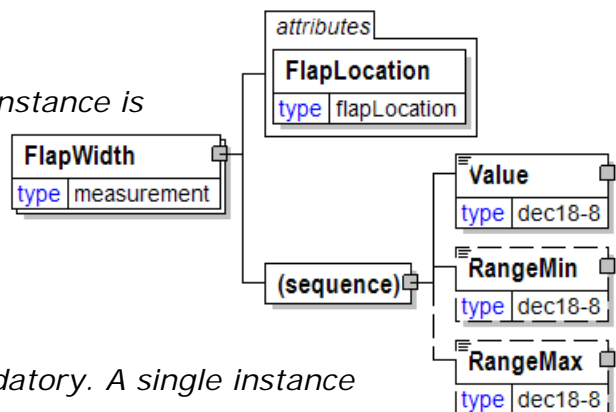 attributes
FlapLocation
type flapLocation
nstance is
FlapWidth
type measurement
Value
type dec18-8
(sequence)
RangeMin
type dec18-8
RangeMax
type dec18-8
datory. A single instance